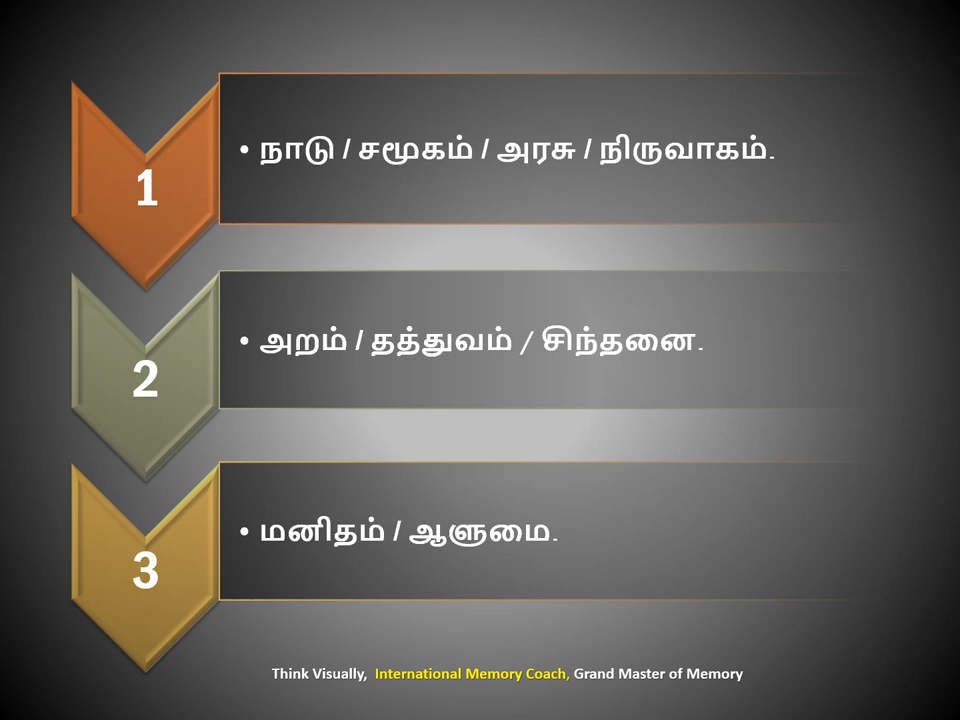 1
• நாடு / சமூகம் / அரசு / நிருவாகம்.
2
• அறம் / தத்துவம் / சிந்தனை.
3
• மனிதம் / ஆளுமை.
Think Visually, International Memory Coach, Grand Master of Memory